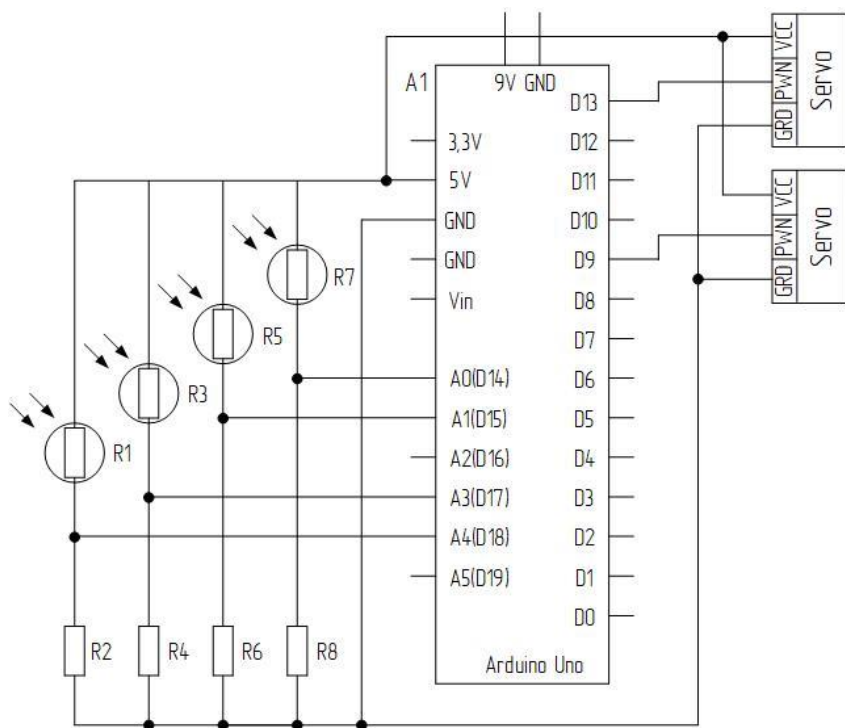 A1
9V GND
3,3V
5V
GND
GND
Vin
A0(D14)
A1(D15)
A2(D16)
A3(D17)
A4(D18)
A5(D19)
D13
D12
D11
D10
D9
D8
D7
D6
D5
D4
D3
D2
D1
D0
Arduino Uno
VCC
PWN
GRD
Servo
VCC
PWN
GRD
Servo
R7
R5
R3
R1
R2
R4
R6
R8